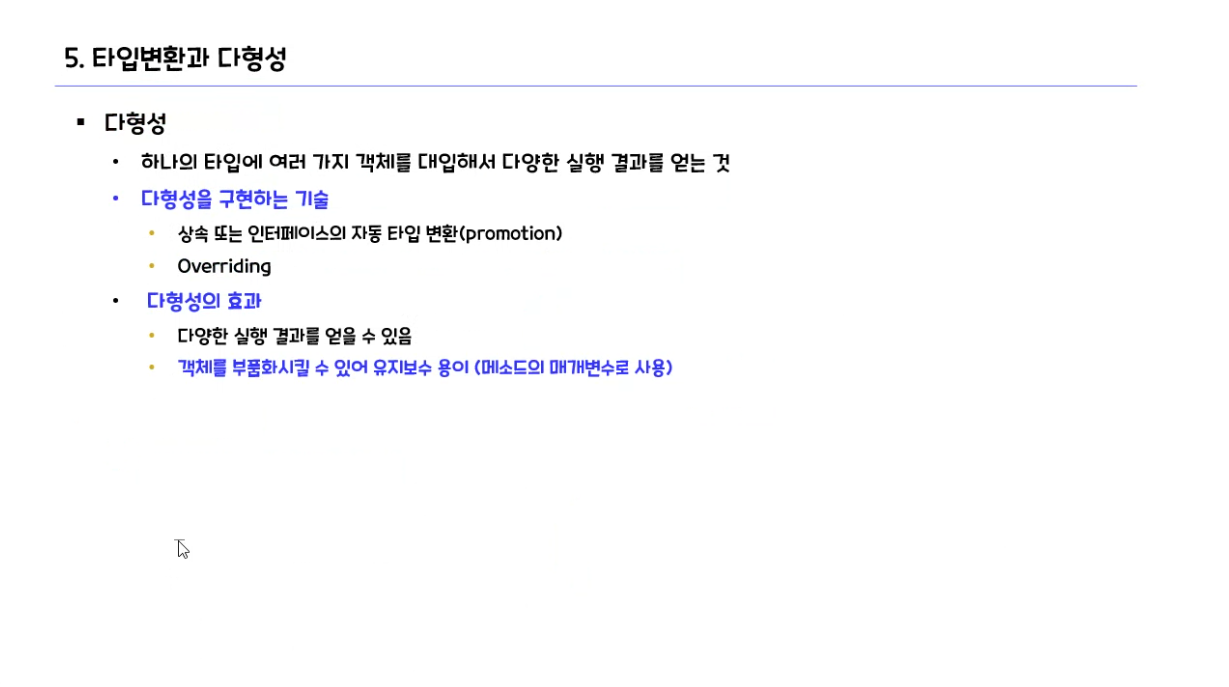 5. 타입변환과 다형성
▪ 다형성
• 하나의 타입에 여러 가지 객체를 대입해서 다양한 실행 결과를 얻는 것
• 다형성을 구현하는 기술
• 상속 또는 인터페이스의 자동 타입 변환(promotion)
• Overriding
• 다형성의 효과
• 다양한 실행 결과를 얻을 수 있음
• 객체를 부품화시킬 수 있어 유지보수 용이 (메소드의 매개변수로 사용)